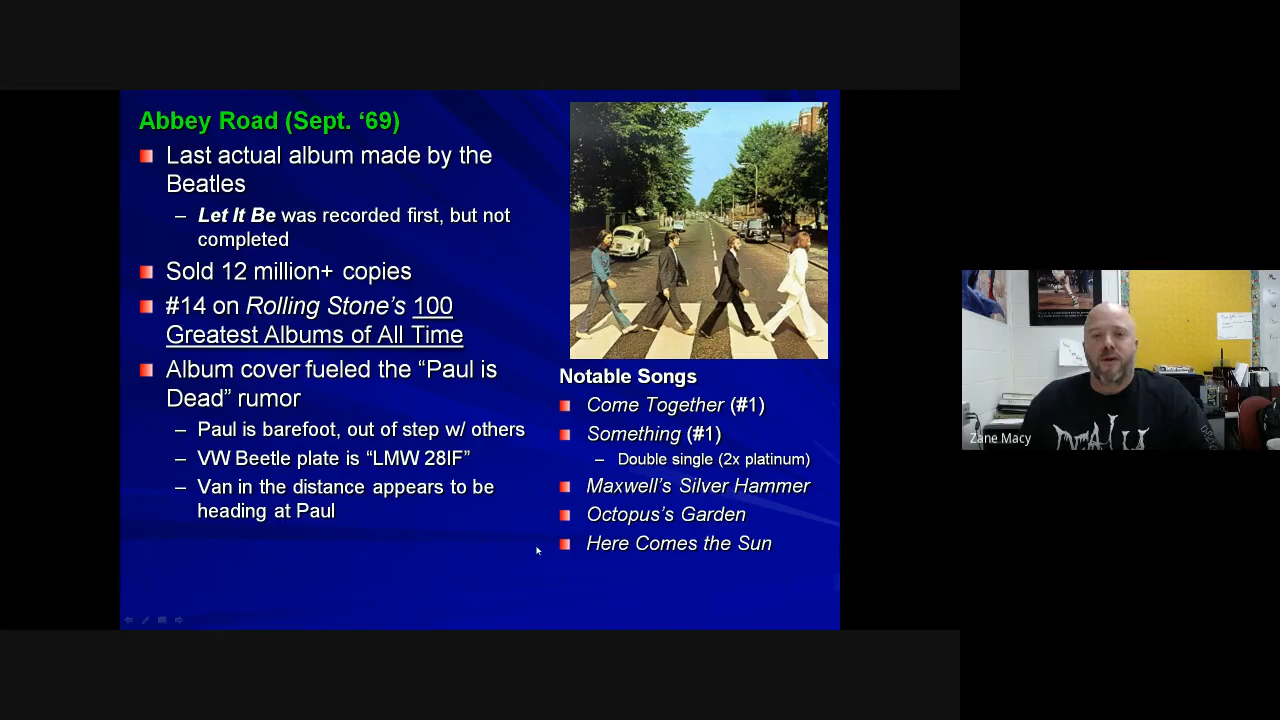 Abbey Road (Sept. ‘69)
Last actual album made by the
Beatles
– Let It Be was recorded first, but not
completed
Sold 12 million+ copies
#14 on Rolling Stone’s 100
Greatest Albums of All Time
Album cover fueled the “Paul is
Dead” rumor
– Paul is barefoot, out of step w/ others
– VW Beetle plate is “LMW 28IF”
– Van in the distance appears to be
heading at Paul
Notable Songs
Come Together (#1)
Something (#1)
– Double single (2x platinum)
Maxwell’s Silver Hammer
Octopus’s Garden
Here Comes the Sun
Zane Macy